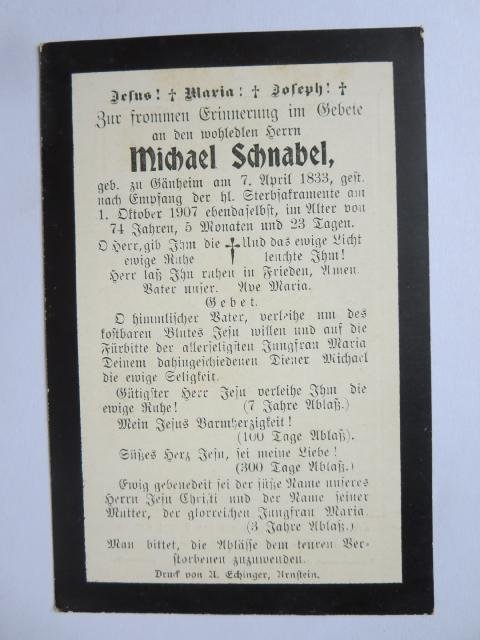 Jesus! † Maria! † Joseph! †
Zur frommen Erinnerung im Gebete
an den wohledlen Herrn
Michael Schnabel,
geb. zu Gänheim am 7. April 1833, gest.
nach Empfang der hl. Sterbsakramente am
1. Oktober 1907 ebendaselbst, im Alter von
74 Jahren, 5 Monaten und 23 Tagen.
O Herr, gib Ihm die † Und das ewige Licht
ewige Ruhe leuchte Ihm!
Herr laß Ihn ruhen in Frieden, Amen.
Vater unser. Ave Maria.
Gebet.
O himmlischer Vater, verleihe um des
kostbaren Blutes Jesu willen und auf die
Fürbitte der allerseligsten Jungfrau Maria
Deinem dahingeschiedenen Diener Michael
die ewige Seligkeit.
Gütigster Herr Jesu verleihe Ihm die
ewige Ruhe! (7 Jahre Ablaß.)
Mein Jesus Barmherzigkeit!
(100 Tage Ablaß).
Süßes Herz Jesu, sei meine Liebe!
(300 Tage Ablaß.)
Ewig gebenedeit sei der süße Name unseres
Herrn Jesu Christi und der Name seiner
Mutter, der glorreichen Jungfrau Maria.
(3 Jahre Ablaß.)
Man bittet, die Ablässe dem teuren Ver-
storbenen zuzuwenden.
Druck von A. Echinger, Arnstein.